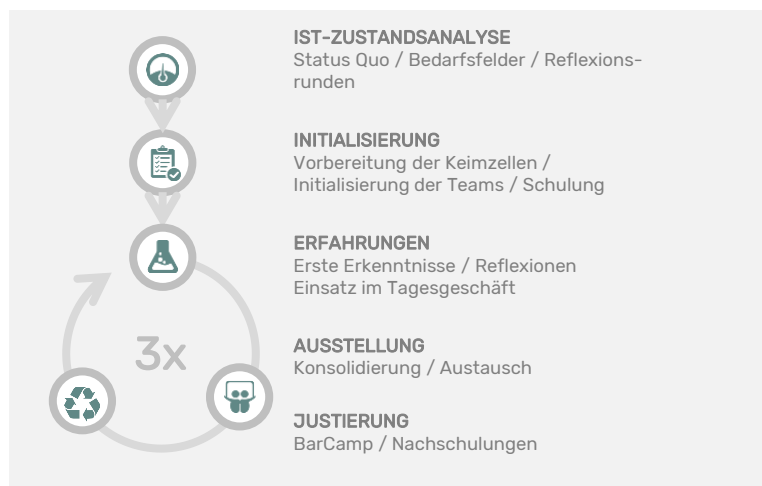 IST-ZUSTANDSANALYSE
Status Quo / Bedarfsfelder / Reflexions-
runden
INITIALISIERUNG
Vorbereitung der Keimzellen /
Initialisierung der Teams / Schulung
ERFAHRUNGEN
Erste Erkenntnisse / Reflexionen
Einsatz im Tagesgeschäft
3x
AUSSTELLUNG
Konsolidierung / Austausch
JUSTIERUNG
BarCamp / Nachschulungen